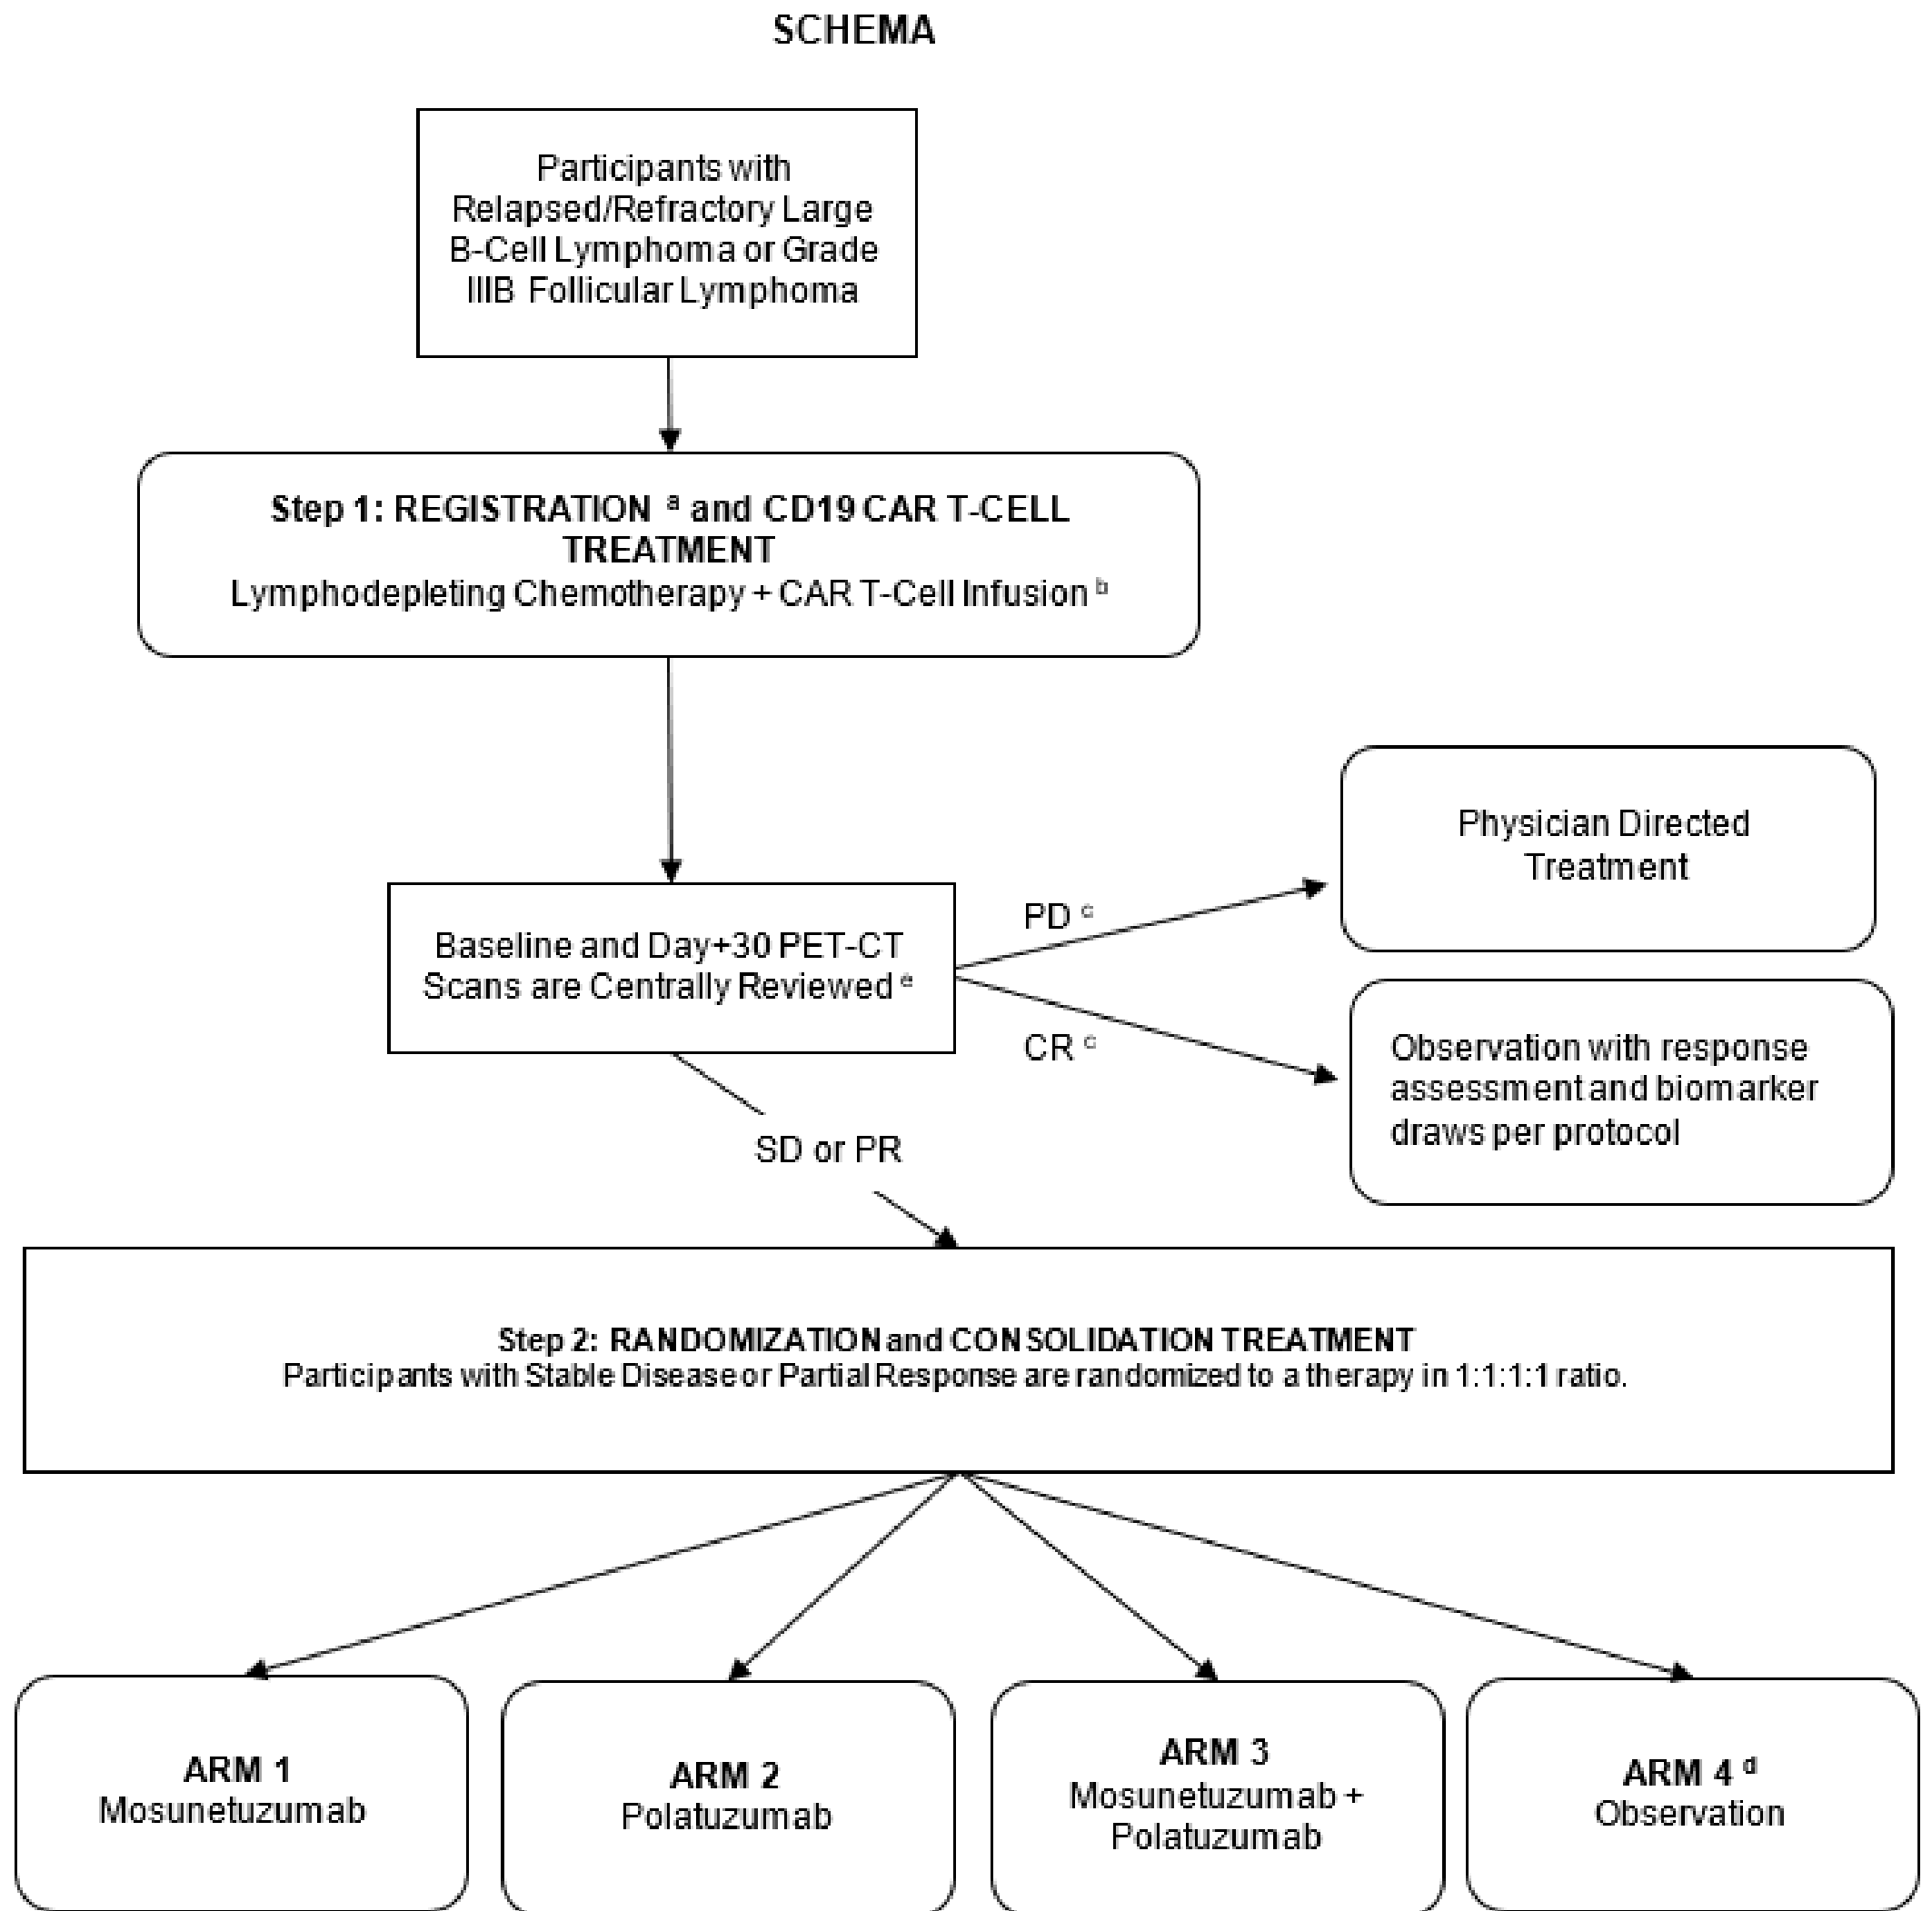 SCHEMA
Participants with
Relapsed/Refractory Large
B-Cell Lymphoma or Grade
IIIB Follicular Lymphoma
Step 1: REGISTRATION ᵃ and CD19 CAR T-CELL
TREATMENT
Lymphodepleting Chemotherapy + CAR T-Cell Infusion ᵇ
Physician Directed
Treatment
PD ᶜ
Baseline and Day+30 PET-CT
Scans are Centrally Reviewed ᵉ
CR ᶜ
Observation with response
assessment and biomarker
draws per protocol
SD or PR
Step 2: RANDOMIZATION and CONSOLIDATION TREATMENT
Participants with Stable Disease or Partial Response are randomized to a therapy in 1:1:1:1 ratio.
ARM 1
Mosunetuzumab
ARM 2
Polatuzumab
ARM 3
Mosunetuzumab +
Polatuzumab
ARM 4 ᵈ
Observation